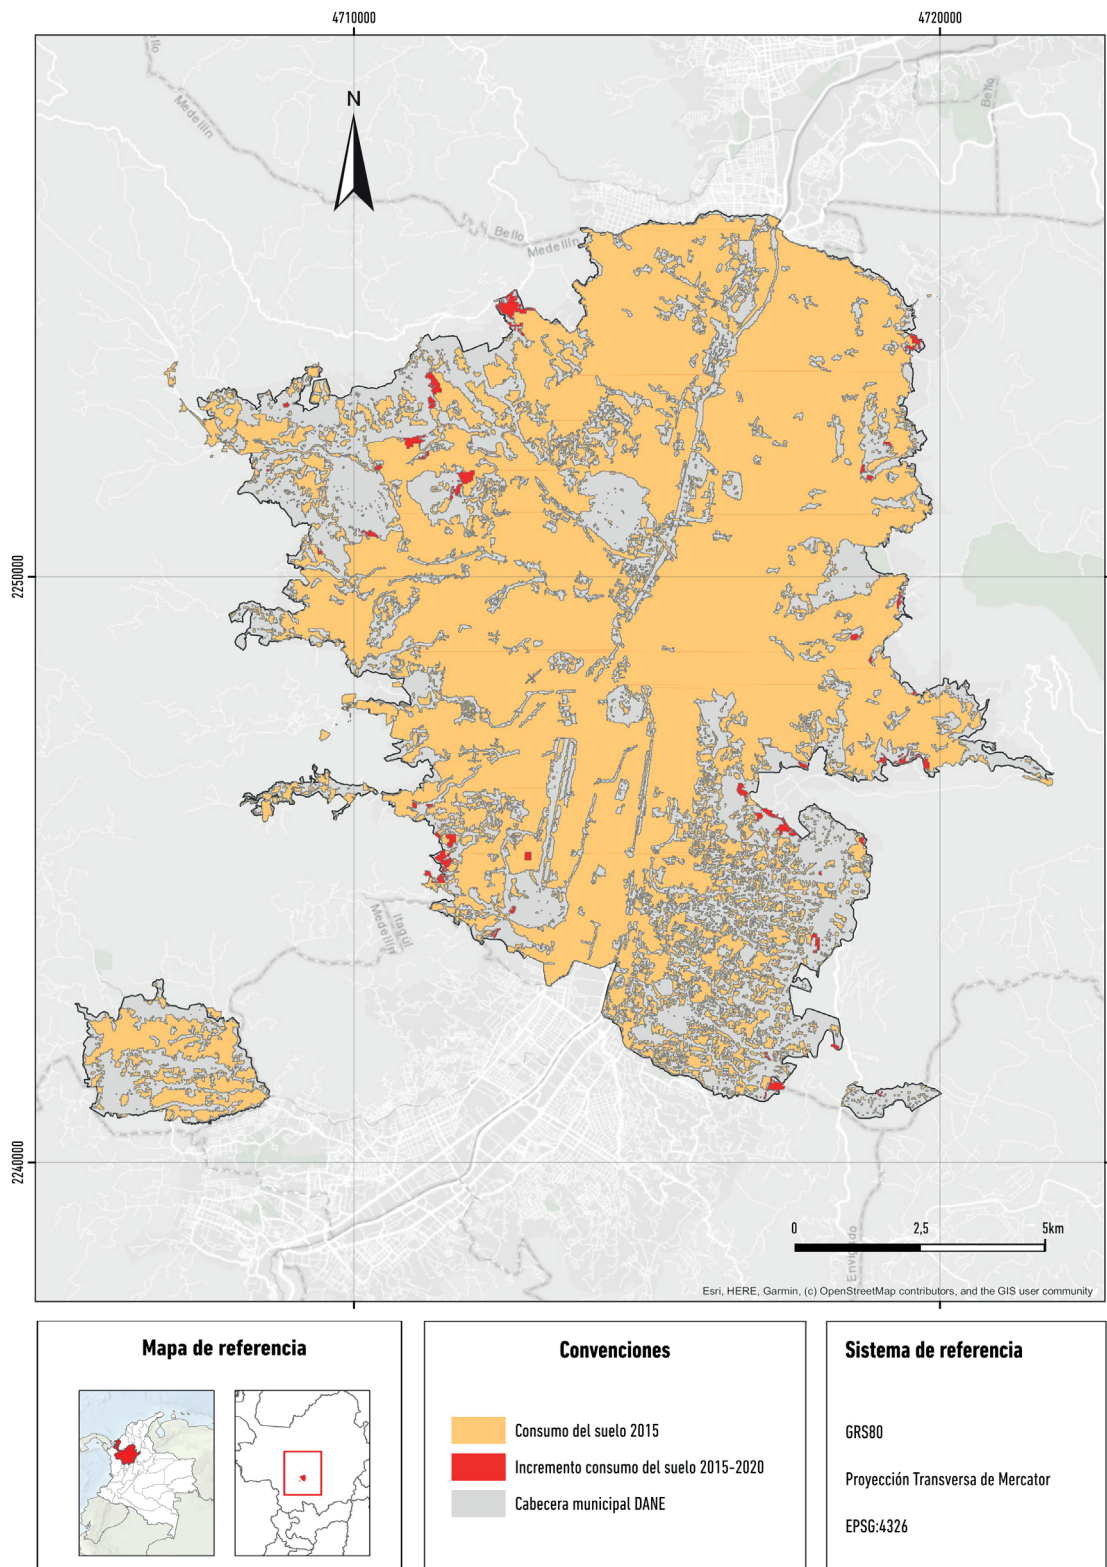 4710000
4720000
ello
Medellín
Bello
N
Bello
Medellín
2250000
Itagüí
Medellín
2240000
0
2,5
5km
Envigado
Esri, HERE, Garmin, (c) OpenStreetMap contributors, and the GIS user community
Mapa de referencia
Convenciones
Consumo del suelo 2015
Incremento consumo del suelo 2015-2020
Cabecera municipal DANE
Sistema de referencia
GRS80
Proyección Transversa de Mercator
EPSG:4326